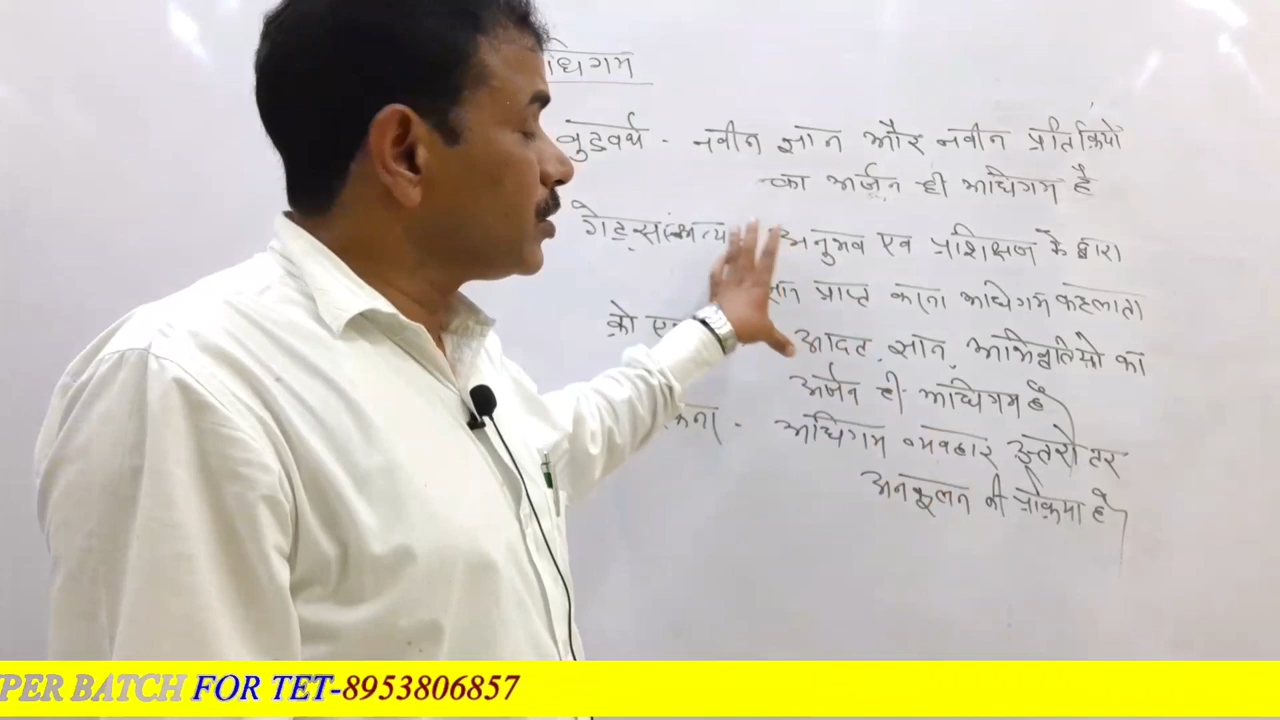 धिगम
वुडवर्थ - नवीन ज्ञान और नवीन प्रतिक्रियो
का अर्जन ही अधिगम है
गेट्स अनुभव एव प्रशिक्षण के द्वारा
प्राप्त करना अधिगम कहलाता
क्रो ए आदत, ज्ञान, अभिवृतियो का
अर्जन ही अधिगम है
कना - अधिगम व्यवहार उत्तरोतर
अनकूलन की प्रक्रिया है
PER BATCH FOR TET-8953806857